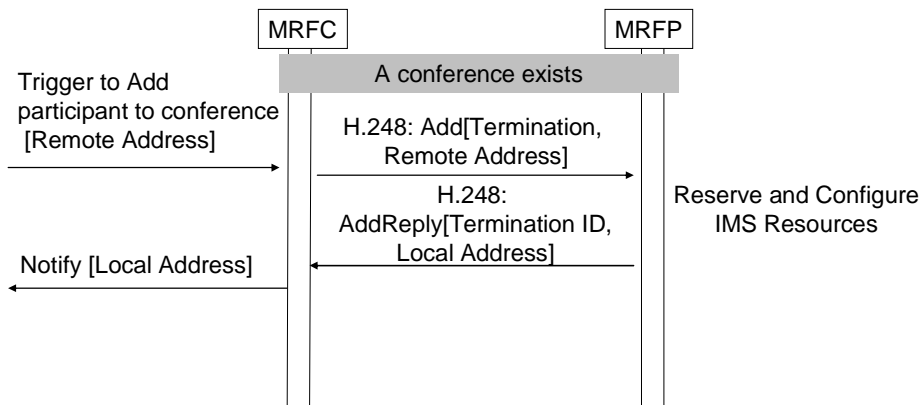 MRFC
MRFP
A conference exists
Trigger to Add
participant to conference
[Remote Address]
H.248: Add[Termination,
Remote Address]
H.248:
AddReply[Termination ID,
Local Address]
Reserve and Configure
IMS Resources
Notify [Local Address]